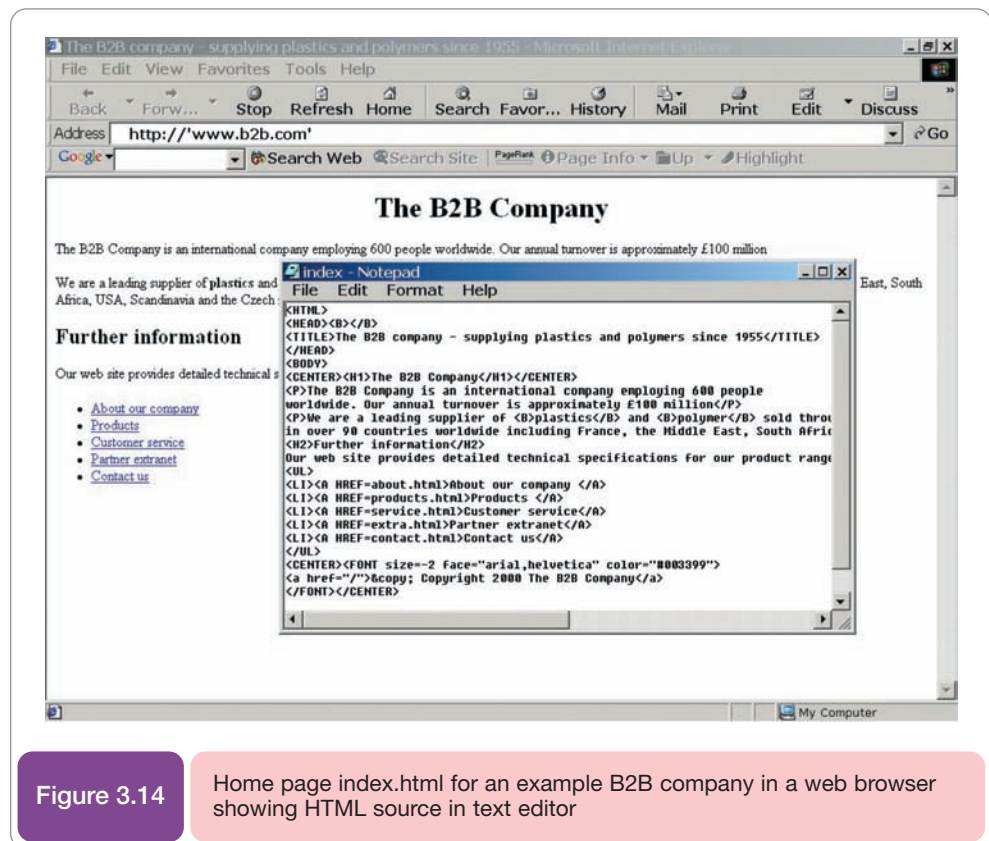 The B2B company - supplying plastics and polymers since 1955 - Microsoft Internet Explorer
File Edit View Favorites Tools Help
Back Forw... Stop Refresh Home Search Favor... History Mail Print Edit Discuss »
Address http://'www.b2b.com' Go
Google Search Web Search Site PageRank Page Info Up Highlight
The B2B Company
The B2B Company is an international company employing 600 people worldwide. Our annual turnover is approximately £100 million
We are a leading supplier of plastics and East, South
Africa, USA, Scandinavia and the Czech
Further information
Our web site provides detailed technical s
• About our company
• Products
• Customer service
• Partner extranet
• Contact us
index - Notepad
File Edit Format Help
<HTML>
<HEAD><B></B>
<TITLE>The B2B company - supplying plastics and polymers since 1955</TITLE>
</HEAD>
<BODY>
<CENTER><H1>The B2B Company</H1></CENTER>
<P>The B2B Company is an international company employing 600 people
worldwide. Our annual turnover is approximately £100 million</P>
<P>We are a leading supplier of <B>plastics</B> and <B>polymer</B> sold throu
in over 90 countries worldwide including France, the Middle East, South Afric
<H2>Further information</H2>
Our web site provides detailed technical specifications for our product range
<UL>
<LI><A HREF=about.html>About our company </A>
<LI><A HREF=products.html>Products </A>
<LI><A HREF=service.html>Customer service</A>
<LI><A HREF=extra.html>Partner extranet</A>
<LI><A HREF=contact.html>Contact us</A>
</UL>
<CENTER><FONT size=-2 face="arial,helvetica" color="#003399">
<a href="/">&copy; Copyright 2000 The B2B Company</a>
</FONT></CENTER>
My Computer
Figure 3.14
Home page index.html for an example B2B company in a web browser
showing HTML source in text editor